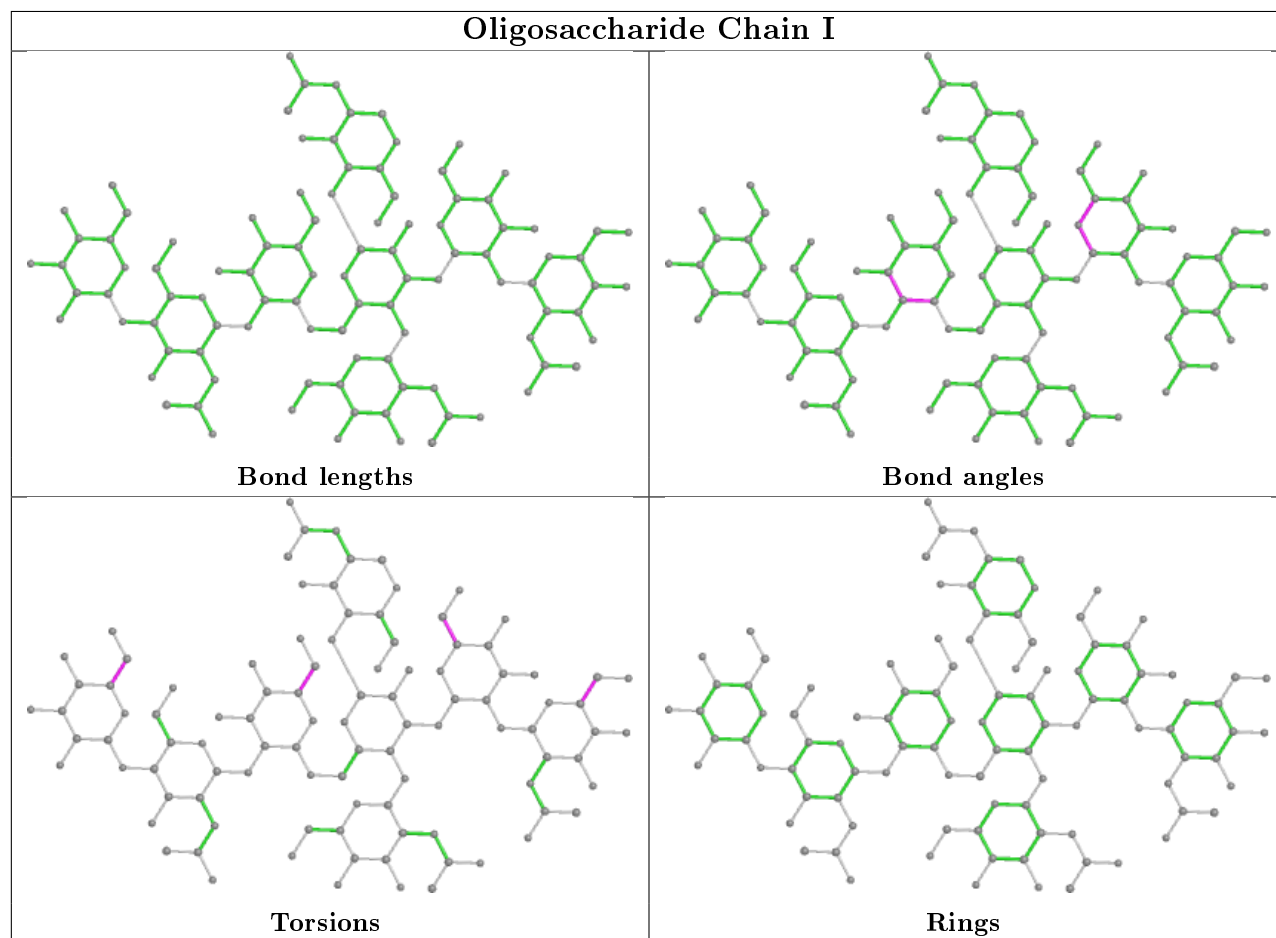 Oligosaccharide Chain I
Bond lengths
Bond angles
Torsions
Rings